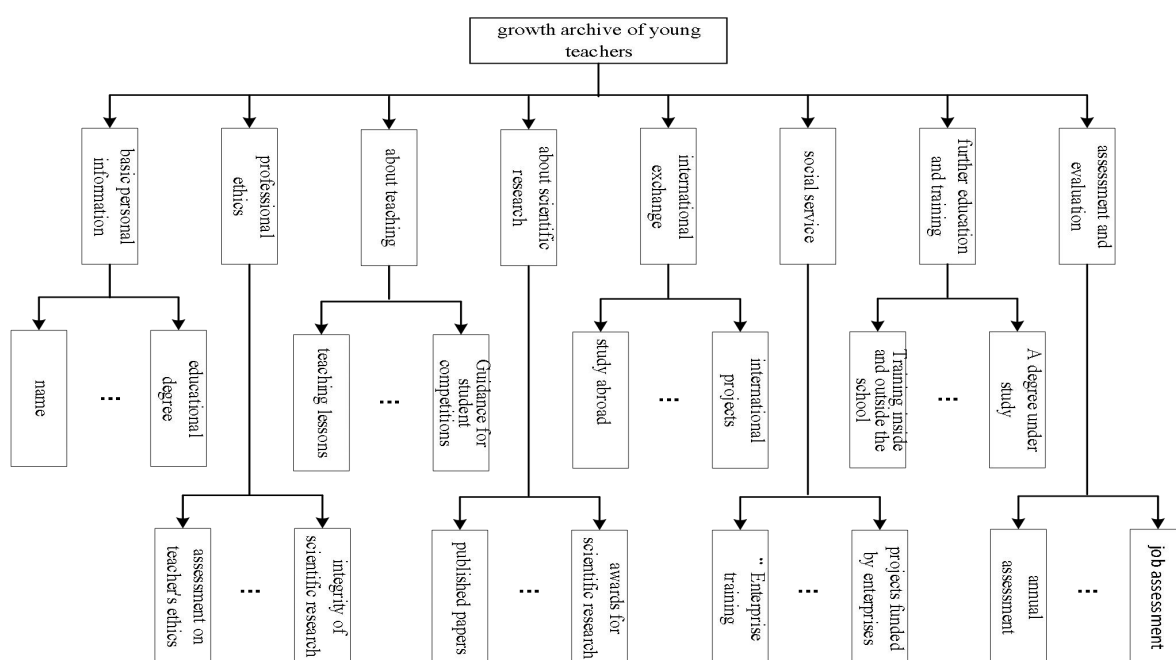 growth archive of young
teachers
basic personal
information
professional
ethics
about teaching
about scientific
research
international
exchange
social service
further education
and training
assessment and
evaluation
name
...
educational
degree
teaching lessons
...
Guidance for
student
competitions
study abroad
...
international
projects
Training inside
and outside the
school
...
A degree under
study
assessment on
teacher's ethics
...
integrity of
scientific research
published papers
...
awards for
scientific research
.. Enterprise
training
...
projects funded
by enterprises
annual
assessment
...
job assessment